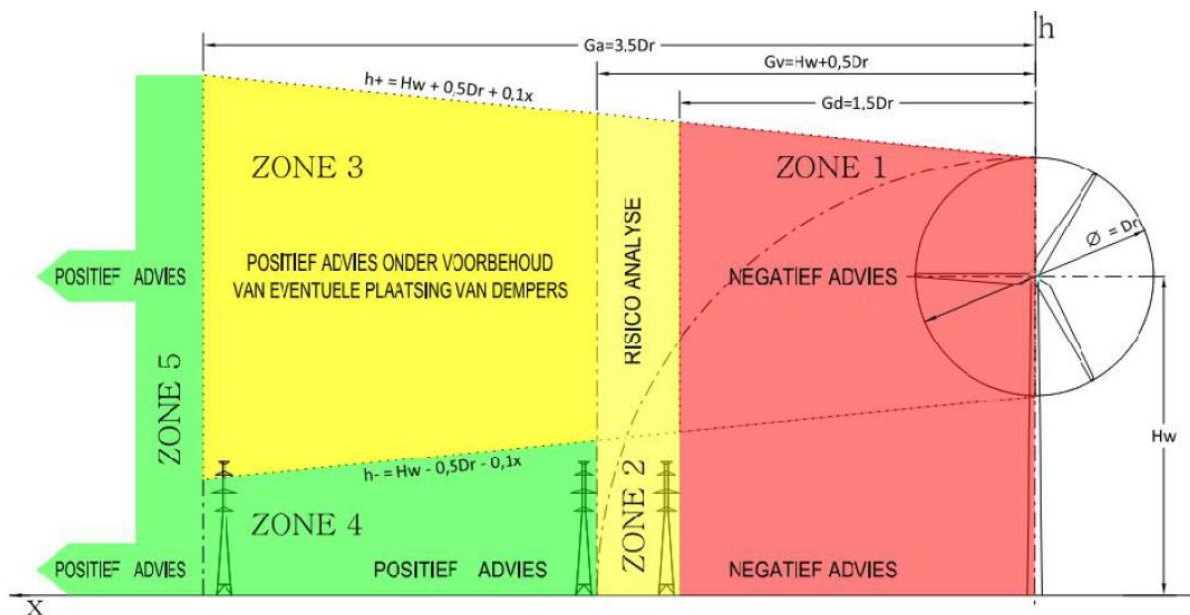 h
Ga=3.5Dr
Gv=Hw+0,5Dr
Gd=1,5Dr
h+ = Hw + 0,5Dr + 0,1x
ZONE 3
ZONE 1
Ø = Dr
POSITIEF ADVIES
POSITIEF ADVIES ONDER VOORBEHOUD
VAN EVENTUELE PLAATSING VAN DEMPERS
RISICO ANALYSE
NEGATIEF ADVIES
ZONE 5
Hw
h- = Hw - 0,5Dr - 0,1x
ZONE 4
ZONE 2
POSITIEF ADVIES
POSITIEF ADVIES
NEGATIEF ADVIES
X